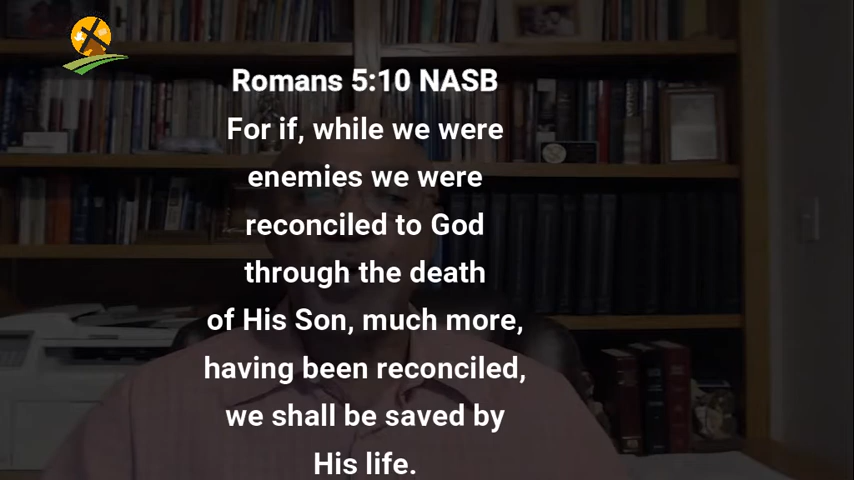 Romans 5:10 NASB
For if, while we were
enemies we were
reconciled to God
through the death
of His Son, much more,
having been reconciled,
we shall be saved by
His life.